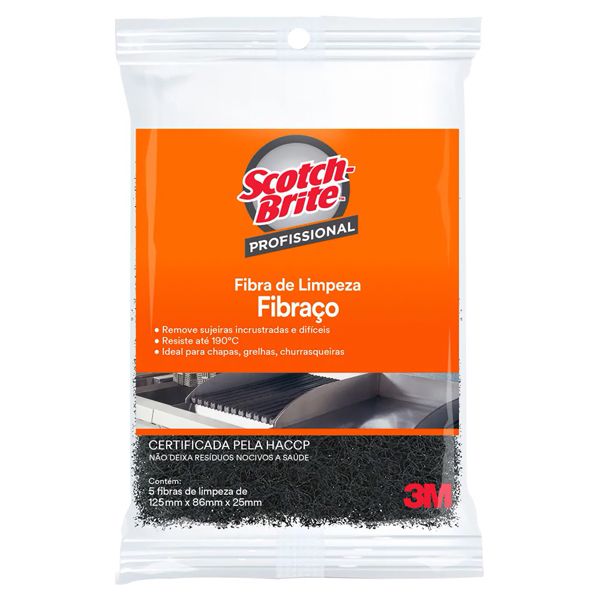 Scotch-
Brite™
PROFISSIONAL
Fibra de Limpeza
Fibraço
• Remove sujeiras incrustradas e difíceis
• Resiste até 190°C
• Ideal para chapas, grelhas, churrasqueiras
CERTIFICADA PELA HACCP
NÃO DEIXA RESÍDUOS NOCIVOS A SAÚDE
Contém:
5 fibras de limpeza de
125mm x 86mm x 25mm
3M